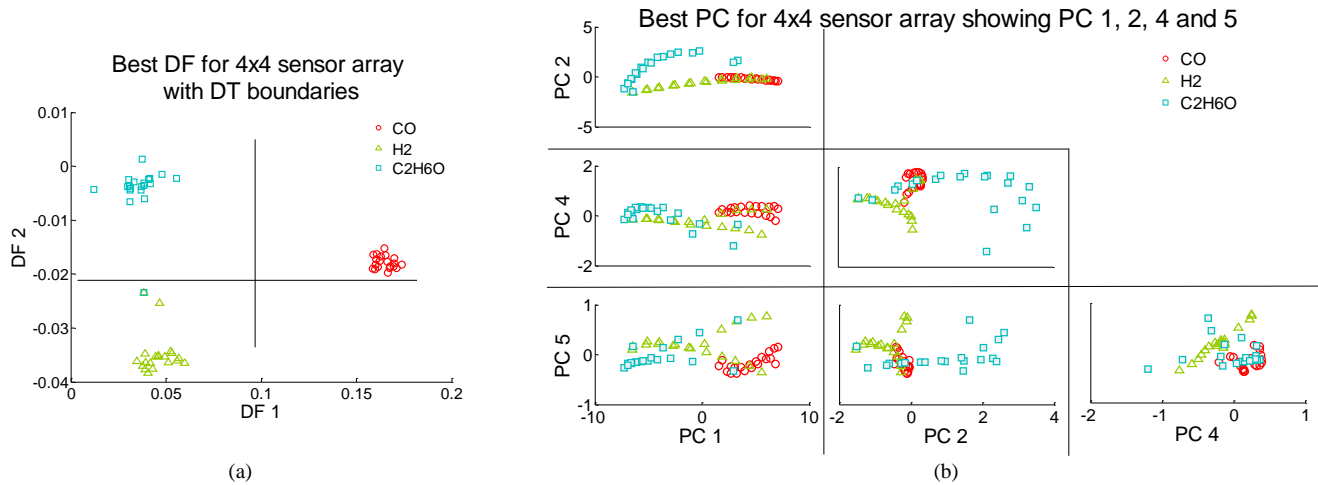 Best DF for 4x4 sensor array
with DT boundaries
0.01
0
-0.01
-0.02
-0.03
-0.04
DF 2
CO
H2
C2H6O
0
0.05
0.1
0.15
0.2
DF 1
(a)
Best PC for 4x4 sensor array showing PC 1, 2, 4 and 5
CO
H2
C2H6O
5
0
-5
PC 2
4
2
0
-2
PC 4
1
0
-1
PC 5
-10
0
10
PC 1
-2
0
2
4
PC 2
-2
-1
0
1
PC 4
(b)